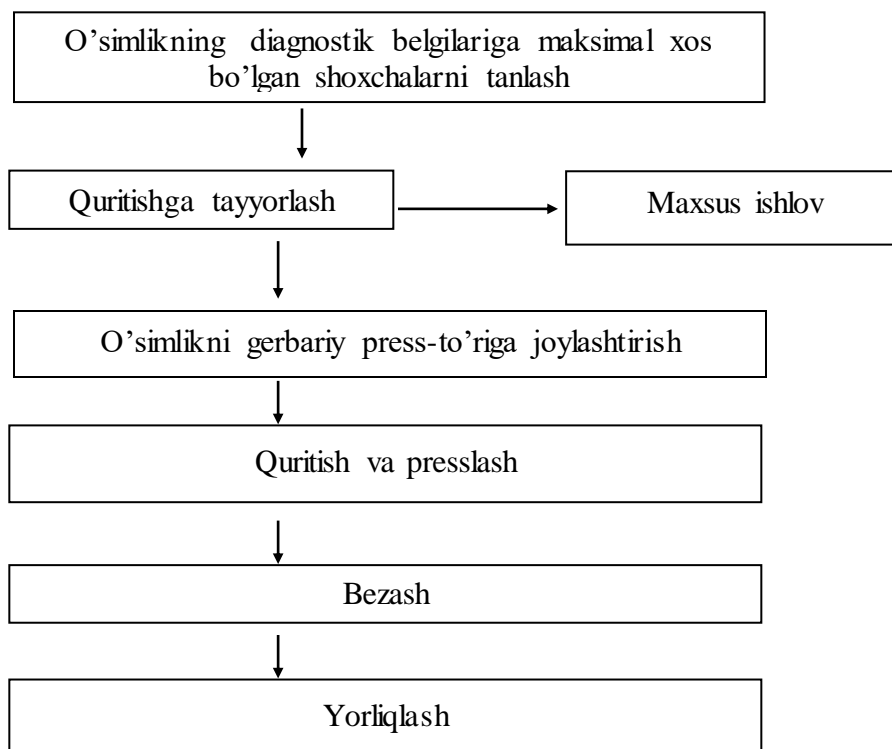 O’simlikning diagnostik belgilariga maksimal xos
bo’lgan shoxchalarni tanlash
Quritishga tayyorlash
Maxsus ishlov
O’simlikni gerbariy press-to’riga joylashtirish
Quritish va presslash
Bezash
Yorliqlash